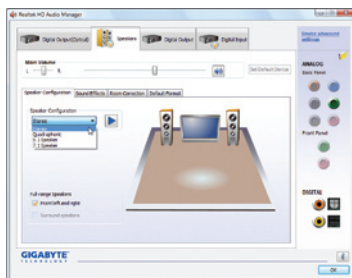 Realtek HD Audio Manager
Digital Output(Optical)
Speakers
Digital Output
Digital Input
Device advanced
settings
Main Volume
L
R
Set Default Device
ANALOG
Back Panel
Speaker Configuration
Sound Effects
Room Correction
Default Format
Speaker Configuration
Stereo
Stereo
Quadraphonic
5.1 Speaker
7.1 Speaker
Front Panel
Full-range Speakers
Front left and right
Surround speakers
DIGITAL
GIGABYTE
TECHNOLOGY
OK